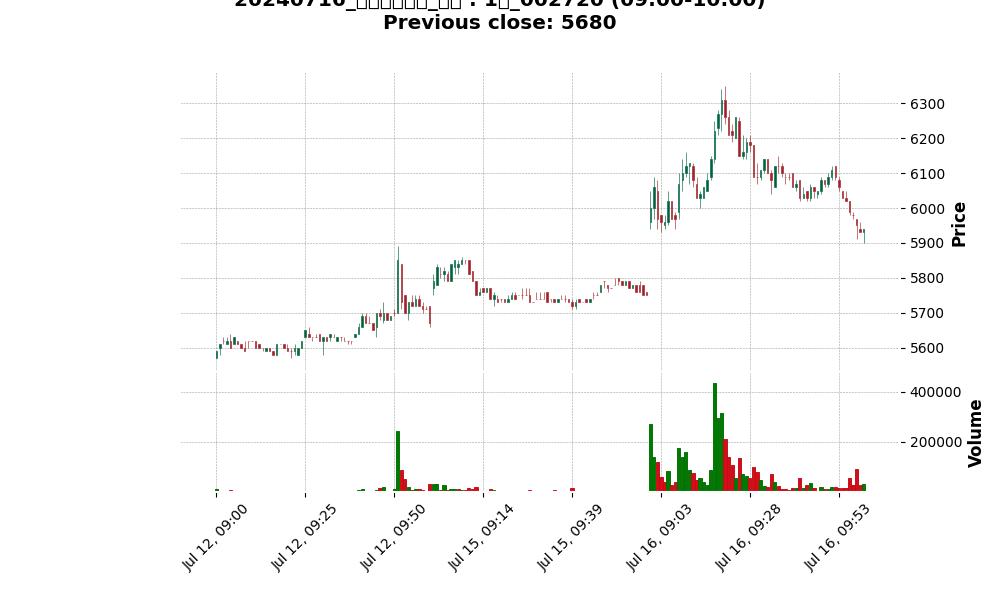 20240716_ : 1 _002720 (09:00-10:00)
Previous close: 5680
6300
6200
6100
6000
5900
5800
5700
5600
Price
400000
200000
Volume
Jul 12, 09:00
Jul 12, 09:25
Jul 12, 09:50
Jul 15, 09:14
Jul 15, 09:39
Jul 16, 09:03
Jul 16, 09:28
Jul 16, 09:53